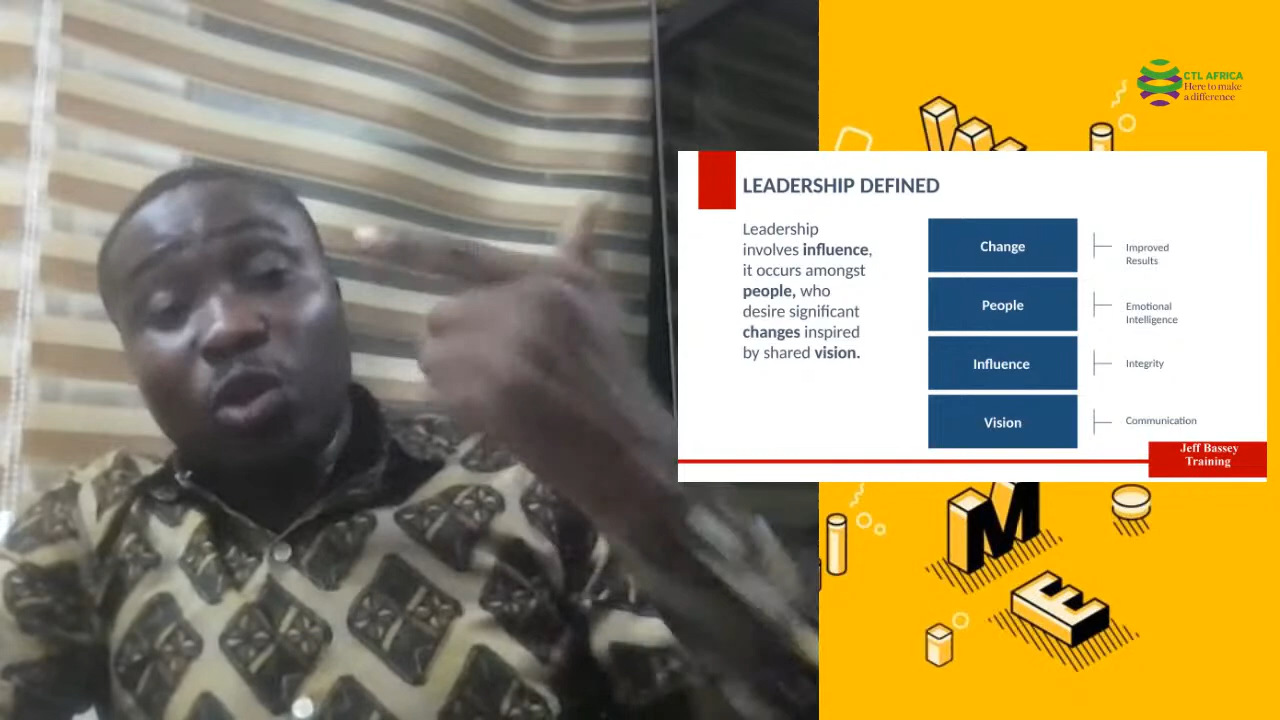 CTL AFRICA
Here to make
a difference
LEADERSHIP DEFINED
Leadership
involves influence,
it occurs amongst
people, who
desire significant
changes inspired
by shared vision.
Change
Improved
Results
People
Emotional
Intelligence
Influence
Integrity
Vision
Communication
Jeff Bassey
Training
M
E